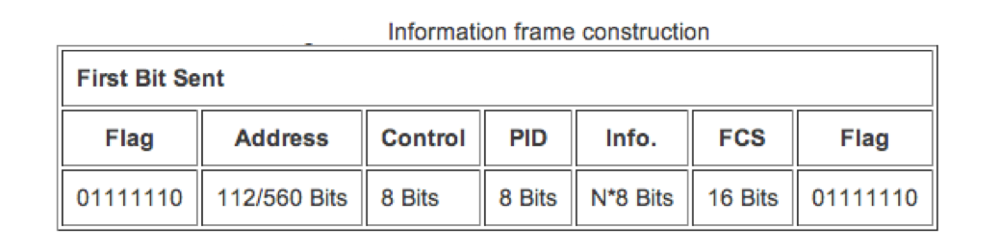 Information frame construction
First Bit Sent
Flag Address Control PID Info. FCS Flag
01111110 112/560 Bits 8 Bits 8 Bits N*8 Bits 16 Bits 01111110